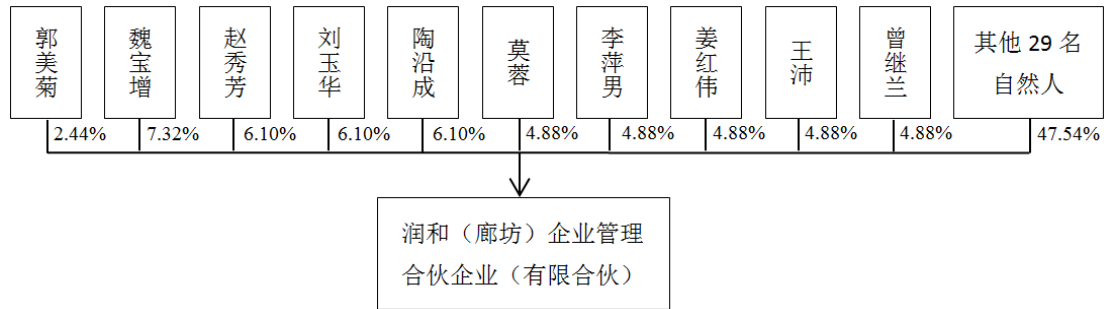 郭美菊
魏宝增
赵秀芳
刘玉华
陶沿成
莫蓉
李萍男
姜红伟
王沛
曾继兰
其他 29 名
自然人
2.44%
7.32%
6.10%
6.10%
6.10%
4.88%
4.88%
4.88%
4.88%
4.88%
47.54%
润和（廊坊）企业管理
合伙企业（有限合伙）